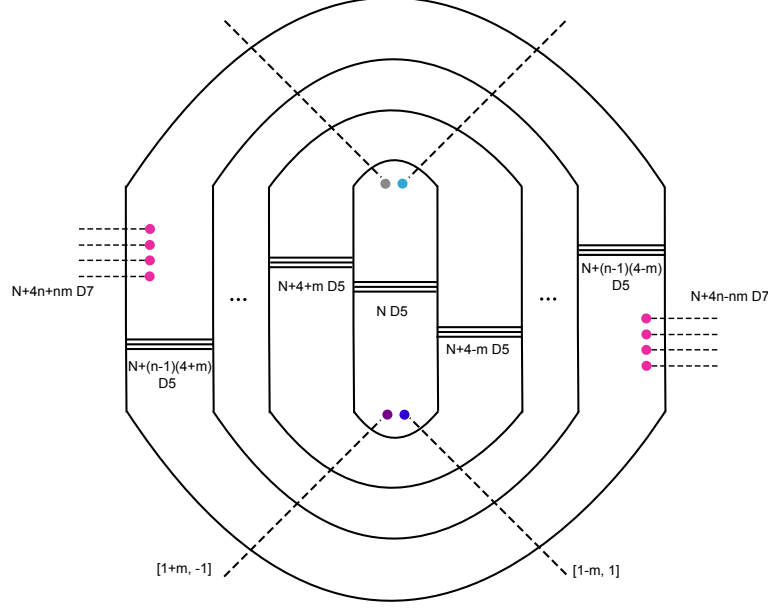 N+(n-1)(4-m)
D5
N+4+m D5
N+4n+nm D7
N+4n-nm D7
...
...
N D5
N+4-m D5
N+(n-1)(4+m)
D5
[1+m, -1]
[1-m, 1]